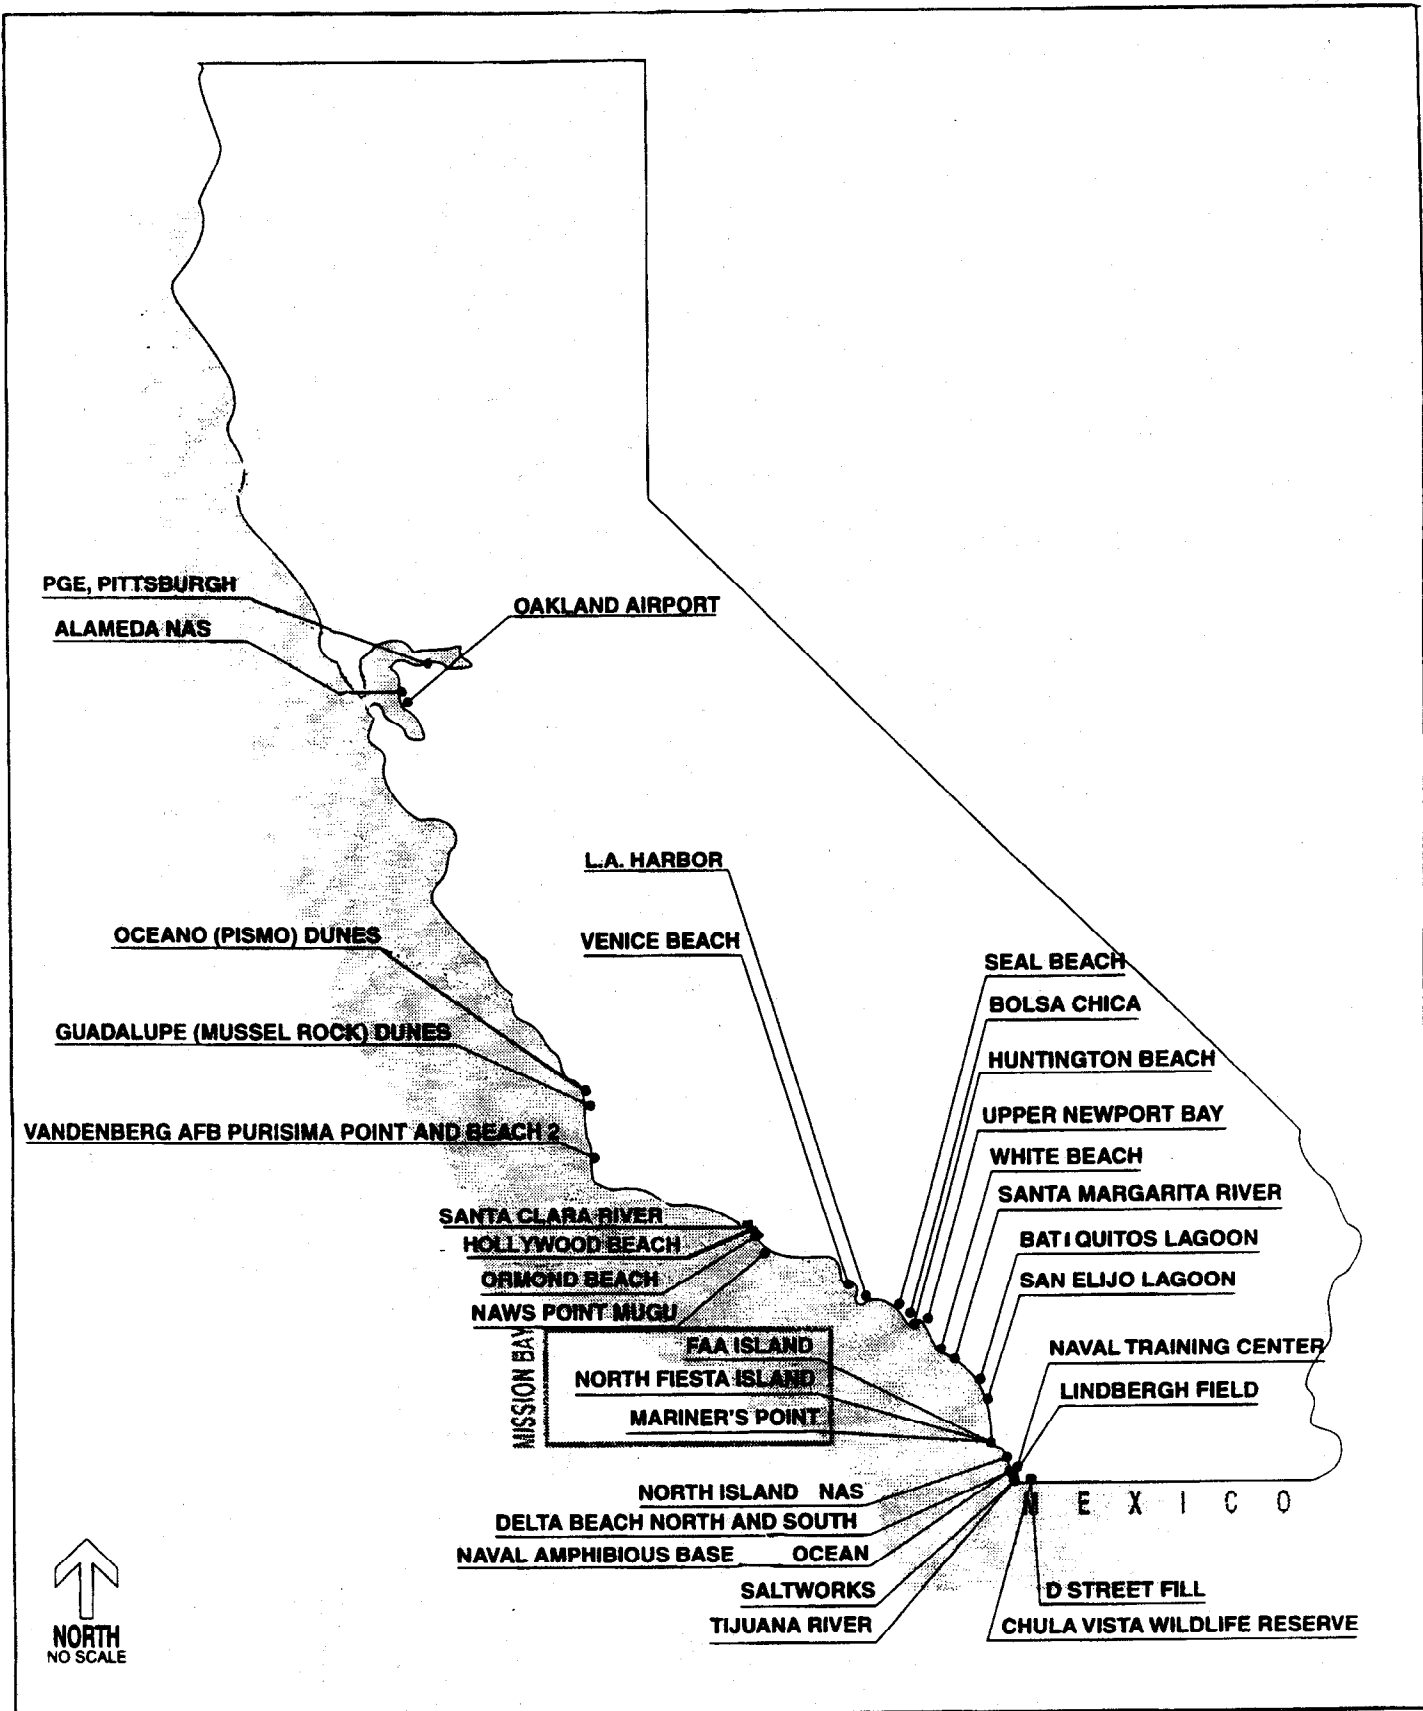 PGE, PITTSBURGH
OAKLAND AIRPORT
ALAMEDA NAS
L.A. HARBOR
OCEANO (PISMO) DUNES
VENICE BEACH
SEAL BEACH
BOLSA CHICA
GUADALUPE (MUSSEL ROCK) DUNES
HUNTINGTON BEACH
UPPER NEWPORT BAY
VANDENBERG AFB PURISIMA POINT AND BEACH 2
WHITE BEACH
SANTA MARGARITA RIVER
SANTA CLARA RIVER
BATIQUITOS LAGOON
HOLLYWOOD BEACH
SAN ELIJO LAGOON
ORMOND BEACH
NAWS POINT MUGU
MISSION BAY
FAA ISLAND
NORTH FIESTA ISLAND
MARINER'S POINT
NAVAL TRAINING CENTER
LINDBERGH FIELD
NORTH ISLAND NAS
MEXICO
DELTA BEACH NORTH AND SOUTH
NAVAL AMPHIBIOUS BASE OCEAN
SALTWORKS
D STREET FILL
TIJUANA RIVER
CHULA VISTA WILDLIFE RESERVE
NORTH
NO SCALE